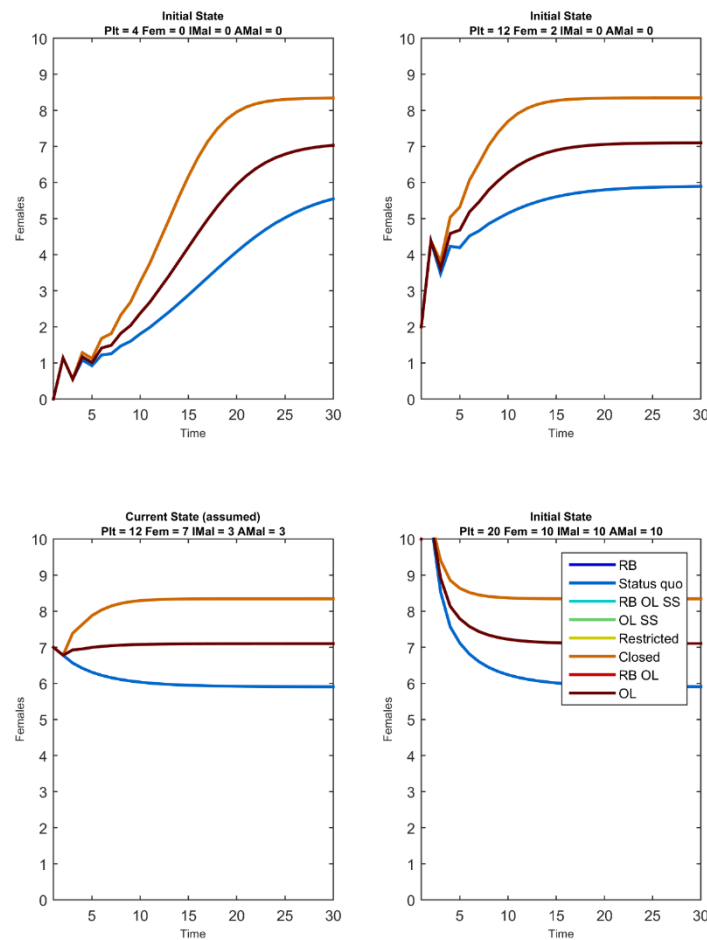 Initial State
Plt = 4 Fem = 0 IMal = 0 AMal = 0
10
9
8
7
6
5
4
3
2
1
0
Females
5
10
15
20
25
30
Time
Initial State
Plt = 12 Fem = 2 IMal = 0 AMal = 0
10
9
8
7
6
5
4
3
2
1
0
Females
5
10
15
20
25
30
Time
Current State (assumed)
Plt = 12 Fem = 7 IMal = 3 AMal = 3
10
9
8
7
6
5
4
3
2
1
0
Females
5
10
15
20
25
30
Time
Initial State
Plt = 20 Fem = 10 IMal = 10 AMal = 10
10
9
8
7
6
5
4
3
2
1
0
Females
RB
Status quo
RB OL SS
OL SS
Restricted
Closed
RB OL
OL
5
10
15
20
25
30
Time